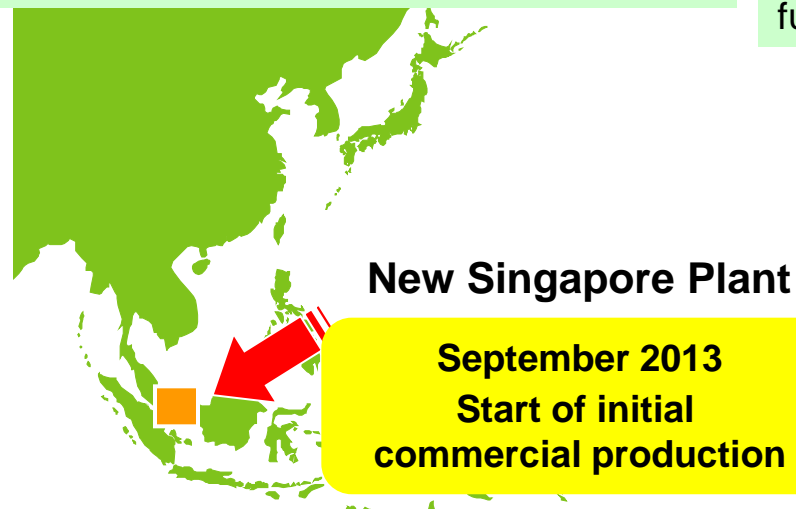 New Singapore Plant
September 2013
Start of initial
commercial production